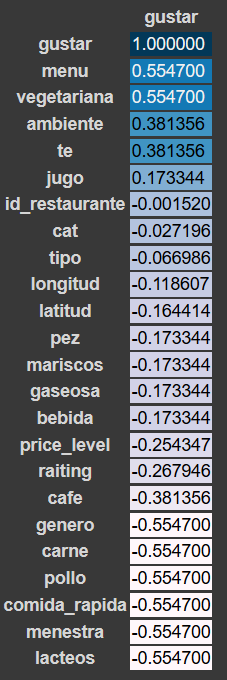 gustar
gustar 1.000000
menu 0.554700
vegetariana 0.554700
ambiente 0.381356
te 0.381356
jugo 0.173344
id_restaurante -0.001520
cat -0.027196
tipo -0.066986
longitud -0.118607
latitud -0.164414
pez -0.173344
mariscos -0.173344
gaseosa -0.173344
bebida -0.173344
price_level -0.254347
raiting -0.267946
cafe -0.381356
genero -0.554700
carne -0.554700
pollo -0.554700
comida_rapida -0.554700
menestra -0.554700
lacteos -0.554700